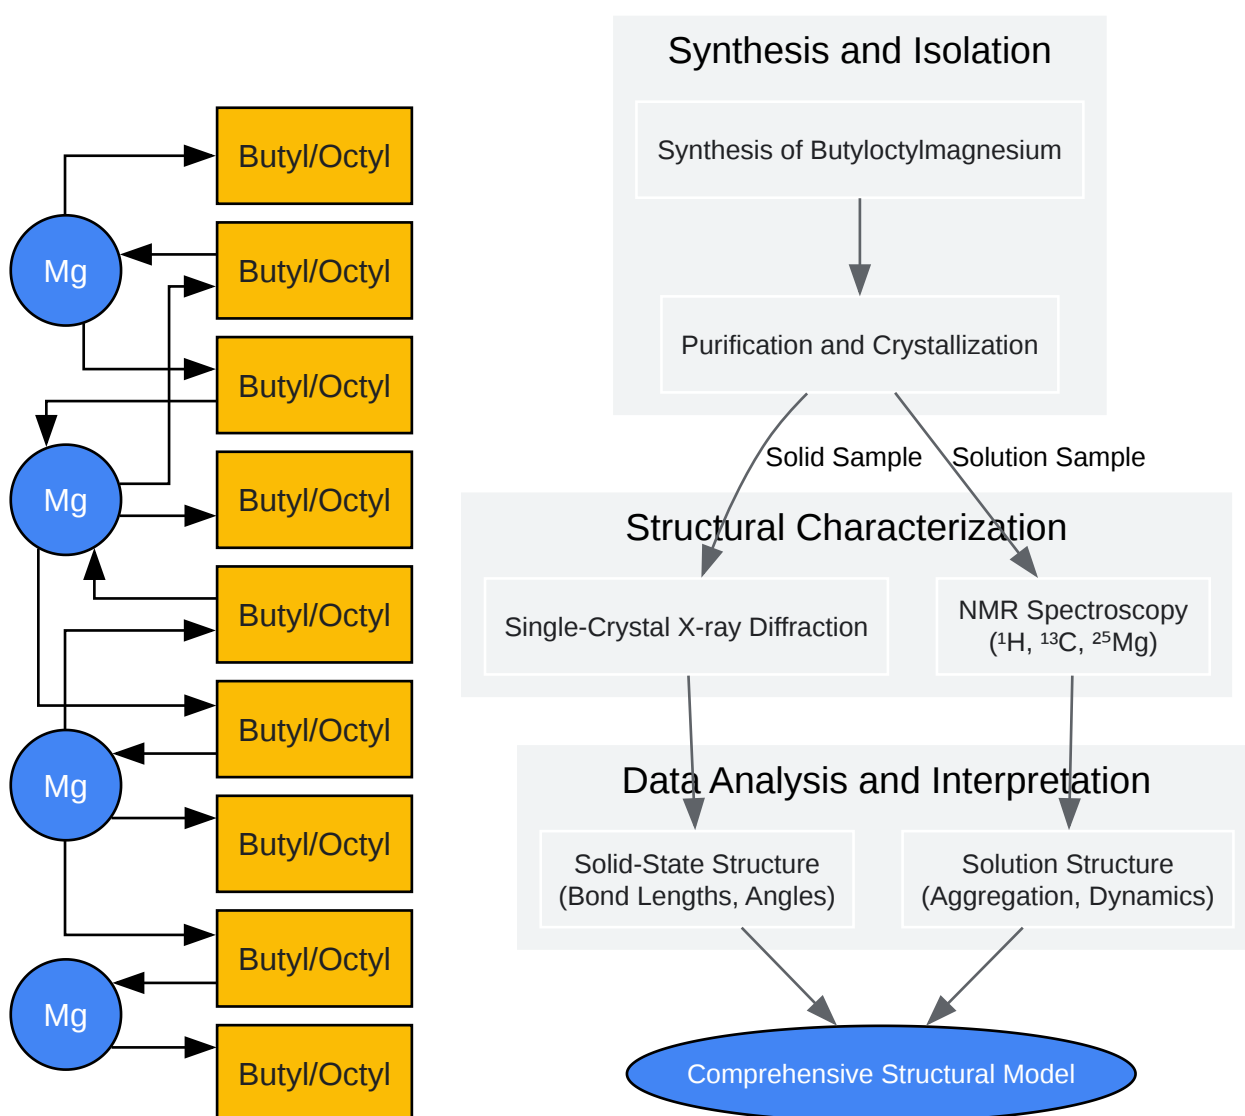 Butyl/Octyl
Mg
Butyl/Octyl
Butyl/Octyl
Mg
Butyl/Octyl
Butyl/Octyl
Butyl/Octyl
Mg
Butyl/Octyl
Butyl/Octyl
Mg
Butyl/Octyl
Synthesis and Isolation
Synthesis of Butyloctylmagnesium
Purification and Crystallization
Solid Sample
Solution Sample
Structural Characterization
Single-Crystal X-ray Diffraction
NMR Spectroscopy
(¹H, ¹³C, ²⁵Mg)
Data Analysis and Interpretation
Solid-State Structure
(Bond Lengths, Angles)
Solution Structure
(Aggregation, Dynamics)
Comprehensive Structural Model